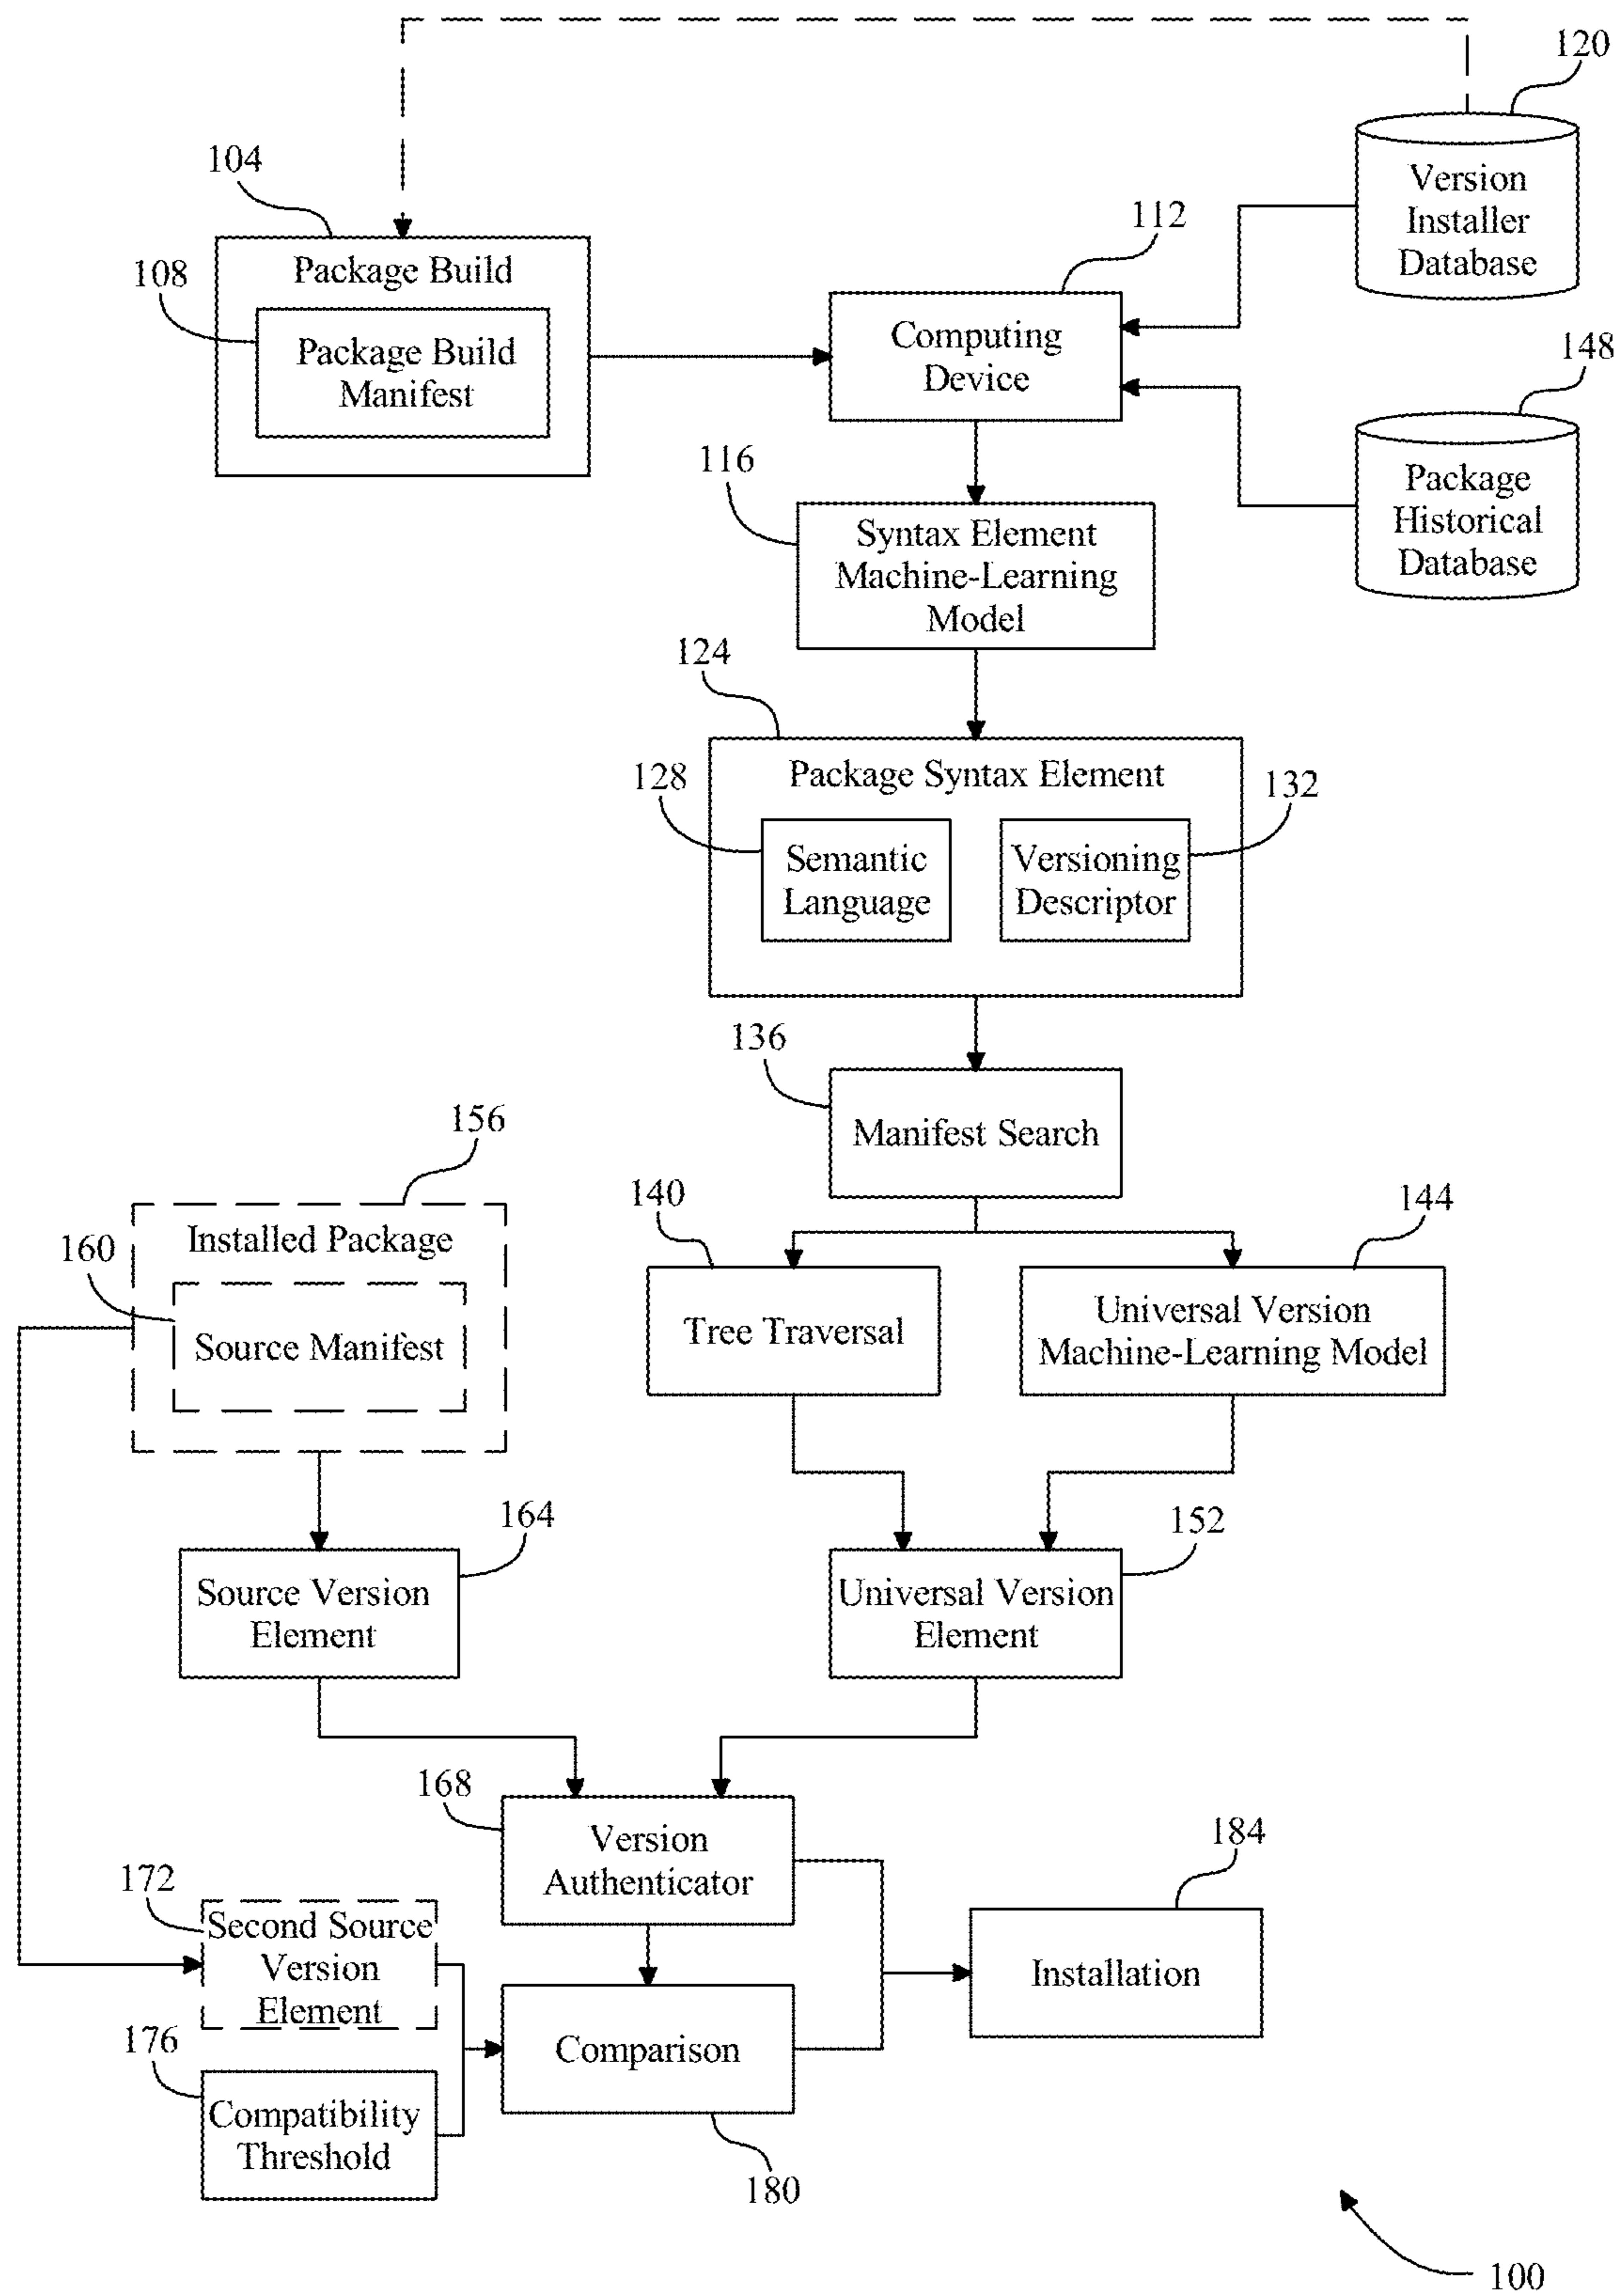 120
Version
Installer
Database
104
Package Build
108
Package Build
Manifest
112
Computing
Device
148
Package
Historical
Database
116
Syntax Element
Machine-Learning
Model
124
Package Syntax Element
128
Semantic
Language
132
Versioning
Descriptor
136
Manifest Search
156
Installed Package
160
Source Manifest
140
Tree Traversal
144
Universal Version
Machine-Learning Model
164
Source Version
Element
152
Universal Version
Element
168
Version
Authenticator
184
Installation
172
Second Source
Version
Element
176
Compatibility
Threshold
Comparison
180
100